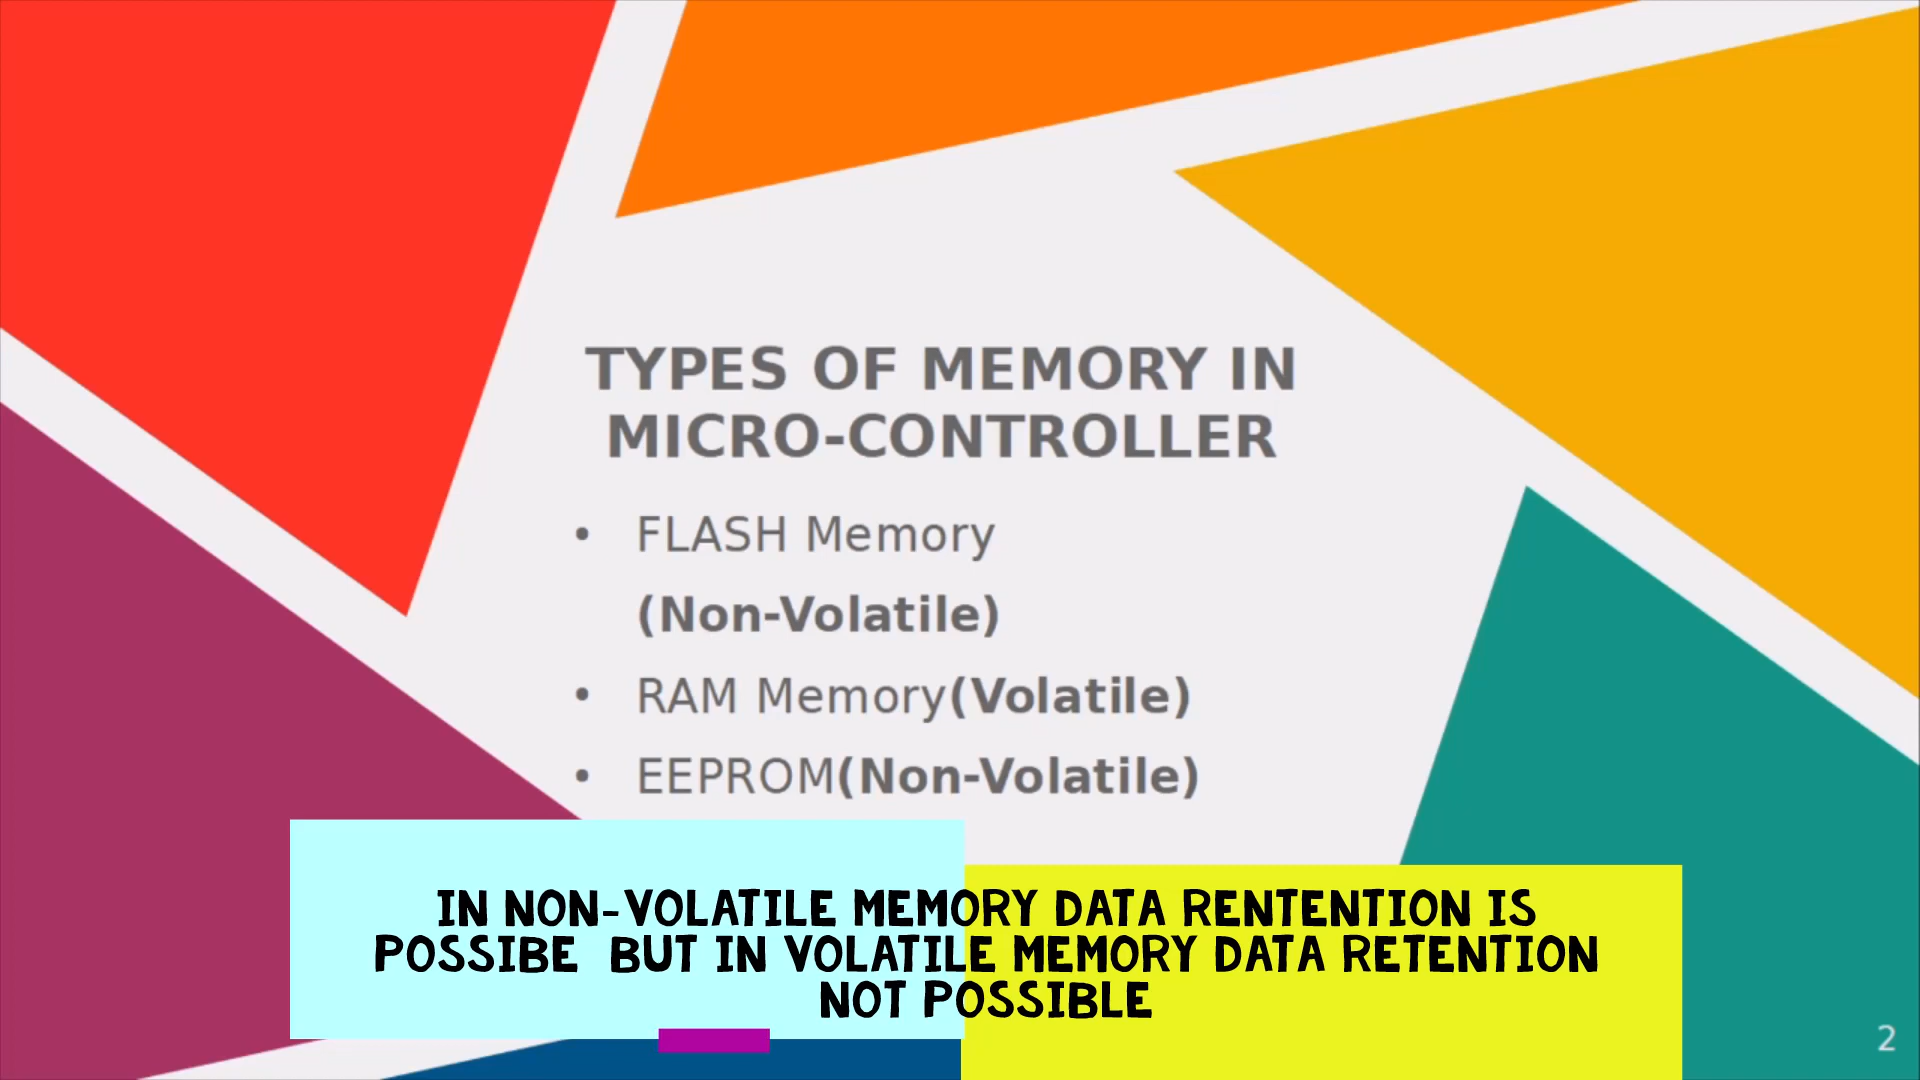 TYPES OF MEMORY IN
MICRO-CONTROLLER
• FLASH Memory
(Non-Volatile)
• RAM Memory(Volatile)
• EEPROM(Non-Volatile)
IN NON-VOLATILE MEMORY DATA RENTENTION IS
POSSIBE  BUT IN VOLATILE MEMORY DATA RETENTION
NOT POSSIBLE
2